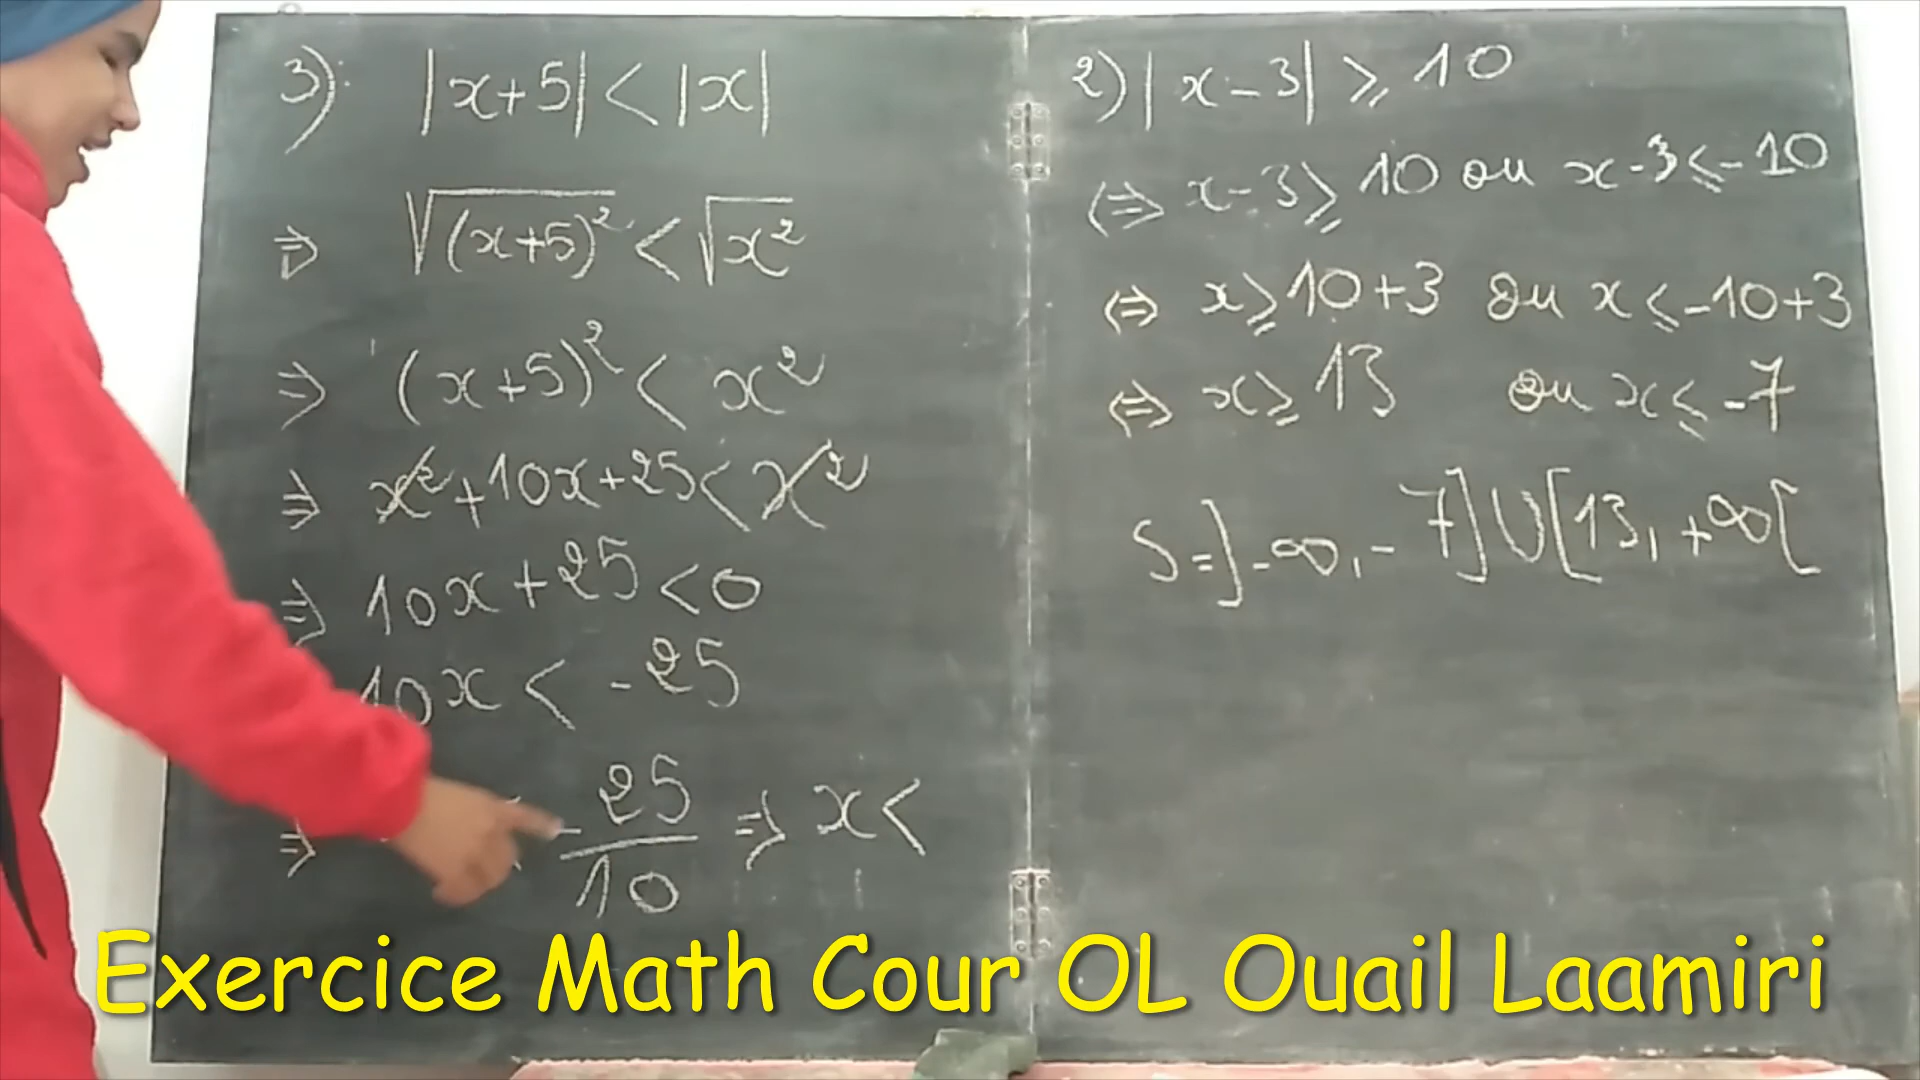 3): |x+5| < |x|
⇒ √(x+5)² < √x²
⇒ (x+5)² < x²
⇒ x²+10x+25 < x²
⇒ 10x+25 < 0
10x < -25
⇒ < -25/10 ⇒ x <
2) |x-3| ⩾ 10
⇔ x-3 ⩾ 10 ou x-3 ⩽ -10
⇔ x ⩾ 10+3 ou x ⩽ -10+3
⇔ x ⩾ 13 ou x ⩽ -7
S=]-∞,-7]U[13,+∞[
Exercice Math Cour OL Ouail Laamiri